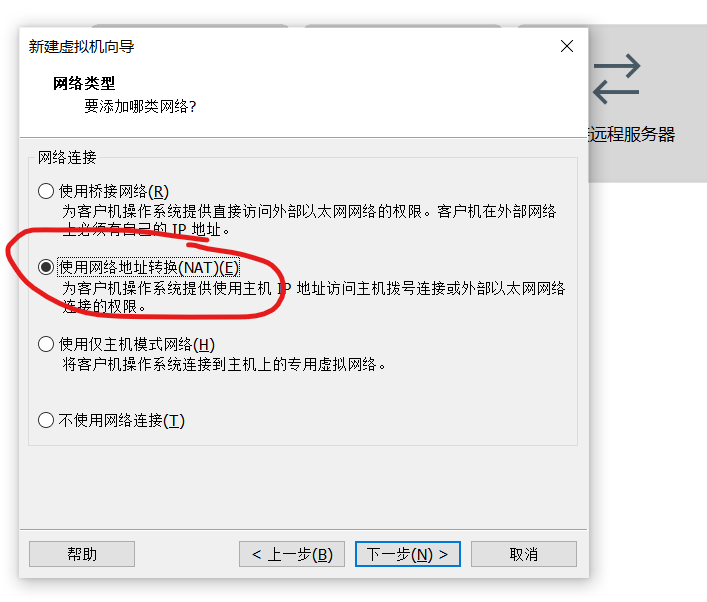 新建虚拟机向导
网络类型
要添加哪类网络?
远程服务器
网络连接
使用桥接网络(R)
为客户机操作系统提供直接访问外部以太网网络的权限。客户机在外部网络
上必须有自己的 IP 地址。
使用网络地址转换(NAT)(E)
为客户机操作系统提供使用主机 IP 地址访问主机拨号连接或外部以太网网络
连接的权限。
使用仅主机模式网络(H)
将客户机操作系统连接到主机上的专用虚拟网络。
不使用网络连接(T)
帮助
< 上一步(B)
下一步(N) >
取消